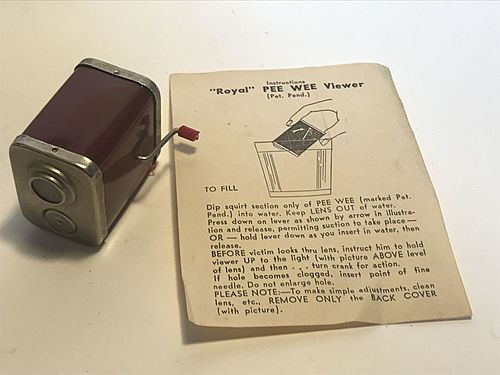 Instructions
"Royal" PEE WEE Viewer
(Pat. Pend.)
TO FILL
Dip squirt section only of PEE WEE (marked Pat.
Pend.) into water. Keep LENS OUT of water.
Press down on lever as shown by arrow in illustra-
tion and release, permitting suction to take place —
OR — hold lever down as you insert in water, then
release.
BEFORE victim looks thru lens, instruct him to hold
viewer UP to the light (with picture ABOVE level
of lens) and then . . . turn crank for action.
If hole becomes clogged, insert point of fine
needle. Do not enlarge hole.
PLEASE NOTE:—To make simple adjustments, clean
lens, etc., REMOVE ONLY the BACK COVER
(with picture).